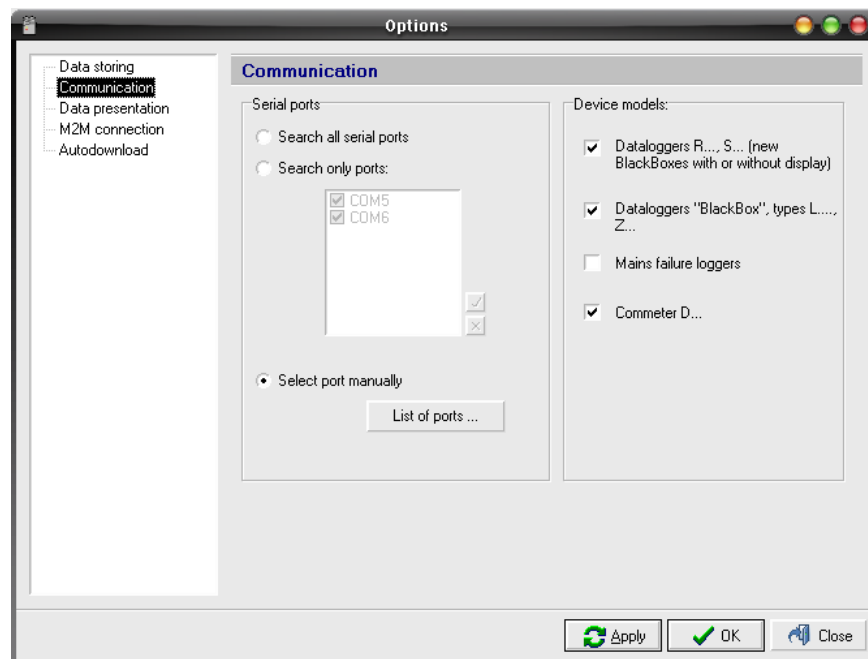 Options
Data storing
Communication
Data presentation
M2M connection
Autodownload
Communication
Serial ports
Search all serial ports
Search only ports:
COM5
COM6
Select port manually
List of ports ...
Device models:
Dataloggers R..., S... (new
BlackBoxes with or without display)
Dataloggers "BlackBox", types L....,
Z...
Mains failure loggers
Commeter D...
Apply
OK
Close